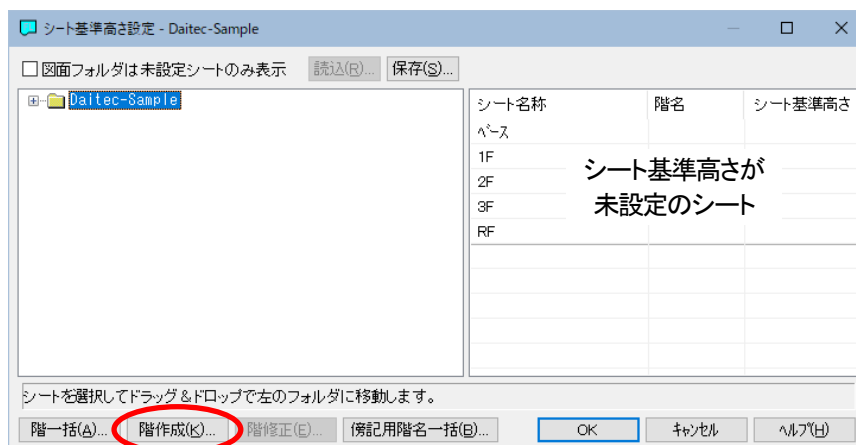 シート基準高さ設定 - Daitec-Sample
図面フォルダは未設定シートのみ表示 読込(R)... 保存(S)...
Daitec-Sample
シート名称 階名 シート基準高さ
ﾍﾞｰｽ
1F
2F
3F
RF
シート基準高さが
未設定のシート
シートを選択してドラッグ＆ドロップで左のフォルダに移動します。
階一括(A)... 階作成(K)... 階修正(E)... 傍記用階名一括(B)... OK ｷｬﾝｾﾙ ﾍﾙﾌﾟ(H)